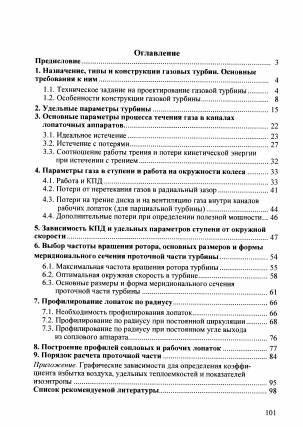 Оглавление
Предисловие 3
1. Назначение, типы и конструкции газовых турбин. Основные
требования к ним 4
1.1. Техническое задание на проектирование газовой турбины 4
1.2. Особенности конструкции газовой турбины 8
2. Удельные параметры турбины 15
3. Основные параметры процесса течения газа в каналах
лопаточных аппаратов 22
3.1. Идеальное истечение 23
3.2. Истечение с потерями 27
3.3. Соотношение работы трения и потери кинетической энергии
при истечении с трением 32
4. Параметры газа в ступени и работа на окружности колеса 33
4.1. Работа и КПД 33
4.2. Потери от перетекания газов в радиальный зазор 41
4.3. Потери на трение диска и на вентиляцию газа внутри каналов
рабочих лопаток (для парциальной турбины) 44
4.4. Дополнительные потери при определении полезной мощности 46
5. Зависимость КПД и удельных параметров ступени от окружной
скорости 47
6. Выбор частоты вращения ротора, основных размеров и формы
меридионального сечения проточной части турбины 54
6.1. Максимальная частота вращения ротора турбины 55
6.2. Оптимальная окружная скорость в турбине 58
6.3. Основные размеры и форма меридионального сечения
проточной части турбины 61
7. Профилирование лопаток по радиусу 66
7.1. Необходимость профилирования лопаток 66
7.2. Профилирование по радиусу при постоянной циркуляции 68
7.3. Профилирование по радиусу при постоянном угле выхода
из соплового аппарата 76
8. Построение профилей сопловых и рабочих лопаток 77
9. Порядок расчета проточной части 84
Приложение. Графические зависимости для определения коэффи-
циента избытка воздуха, удельных теплоемкостей и показателей
изоэнтропы 95
Список рекомендуемой литературы 98
101